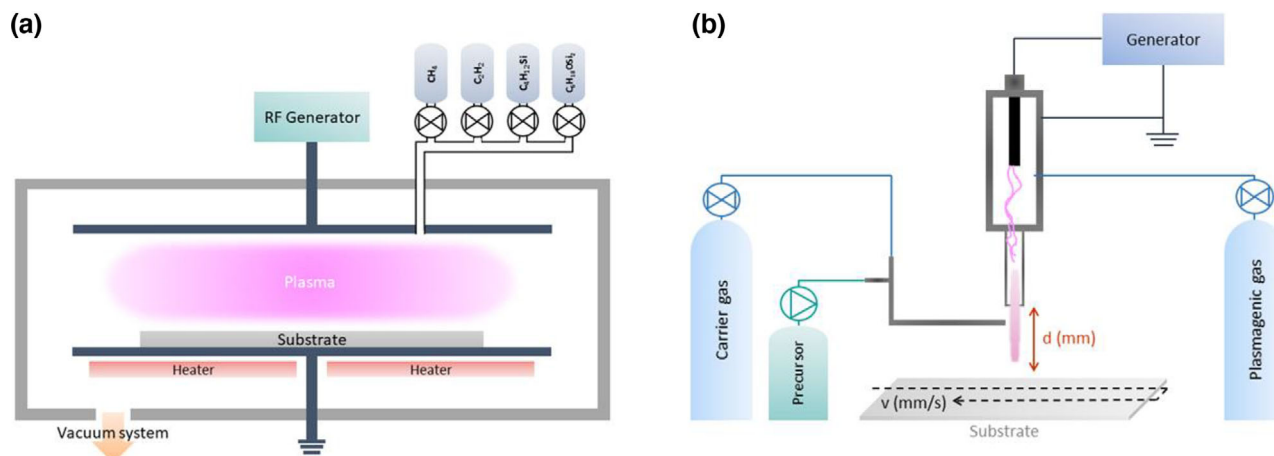 (a)
CH₄
C₂H₂
C₄H₁₂Si
C₆H₁₈OSi₂
RF Generator
Plasma
Substrate
Heater
Heater
Vacuum system
(b)
Generator
Carrier gas
Precursor
d (mm)
Plasmagenic gas
v (mm/s)
Substrate